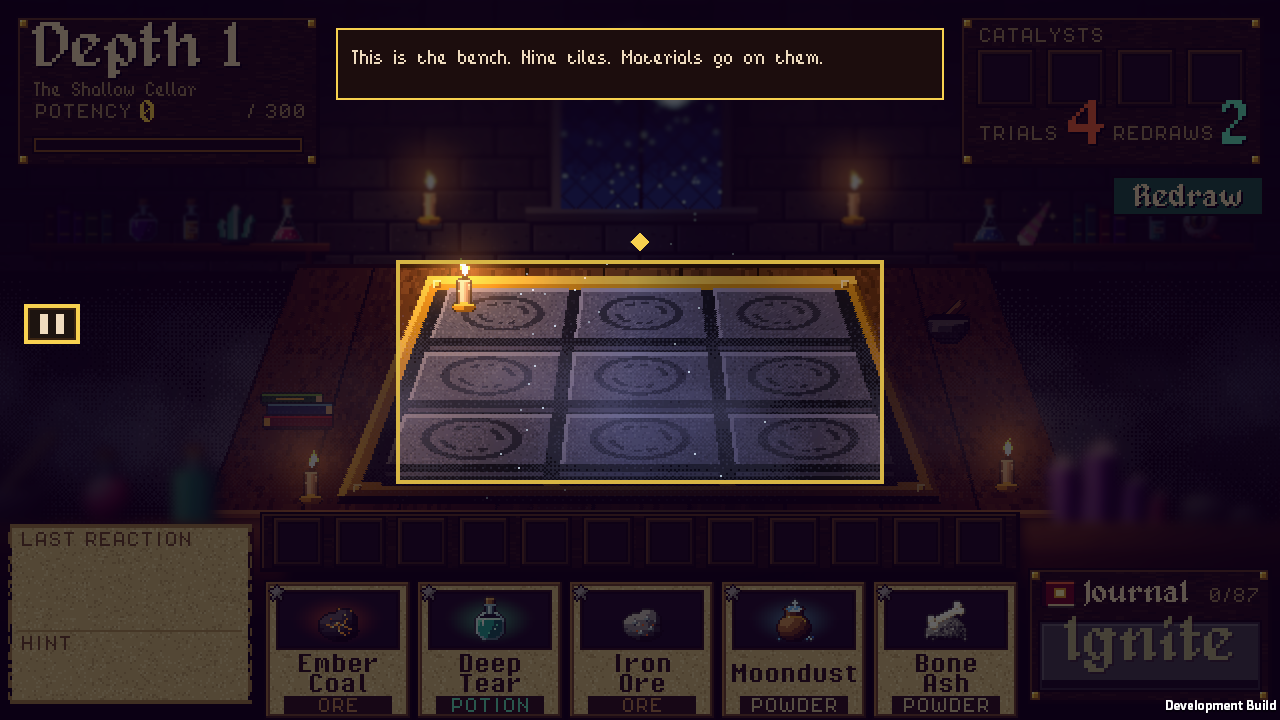 Depth 1
The Shallow Cellar
POTENCY 0 / 300
This is the bench. Nine tiles. Materials go on them.
CATALYSTS
TRIALS 4 REDRAWS 2
Redraw
LAST REACTION
HINT
Ember
Coal
ORE
Deep
Tear
POTION
Iron
Ore
ORE
Moondust
POWDER
Bone
Ash
POWDER
Journal 0/87
Ignite
Development Build